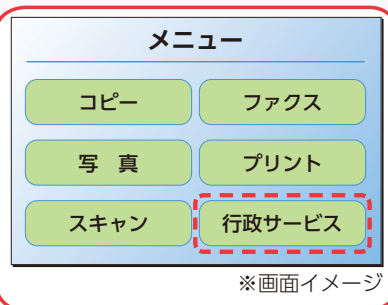 メニュー
コピー ファクス
写 真 プリント
スキャン 行政サービス
※画面イメージ